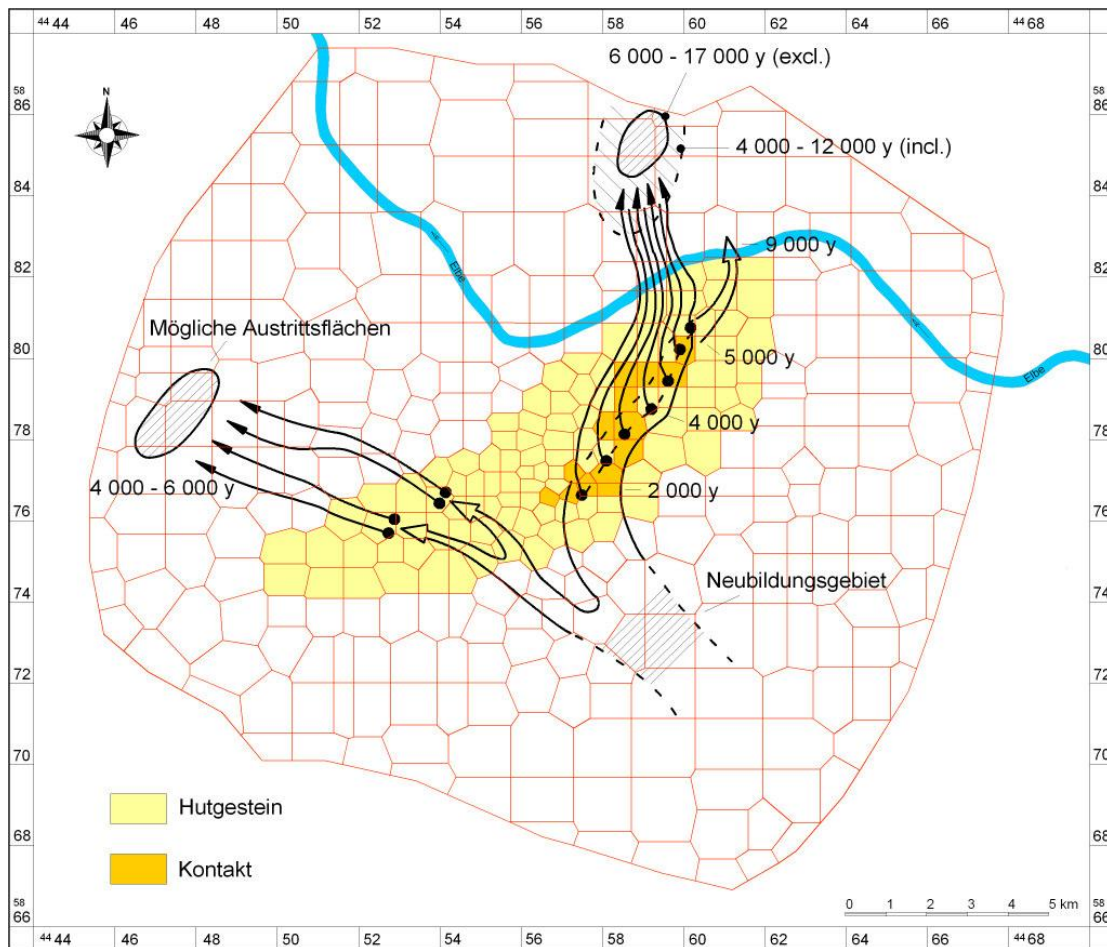 44 44 46 48 50 52 54 56 58 60 62 64 66 44 68
6 000 - 17 000 y (excl.)
58 86 58 86
N
4 000 - 12 000 y (incl.)
84 84
9 000 y
82 Elbe 82
Mögliche Austrittsflächen
80 5 000 y Elbe 80
78 4 000 y 78
4 000 - 6 000 y 2 000 y
76 76
Neubildungsgebiet
74 74
72 72
70 70
Hutgestein
68 68
Kontakt
0 1 2 3 4 5 km
58 66 58 66
44 44 46 48 50 52 54 56 58 60 62 64 66 44 68